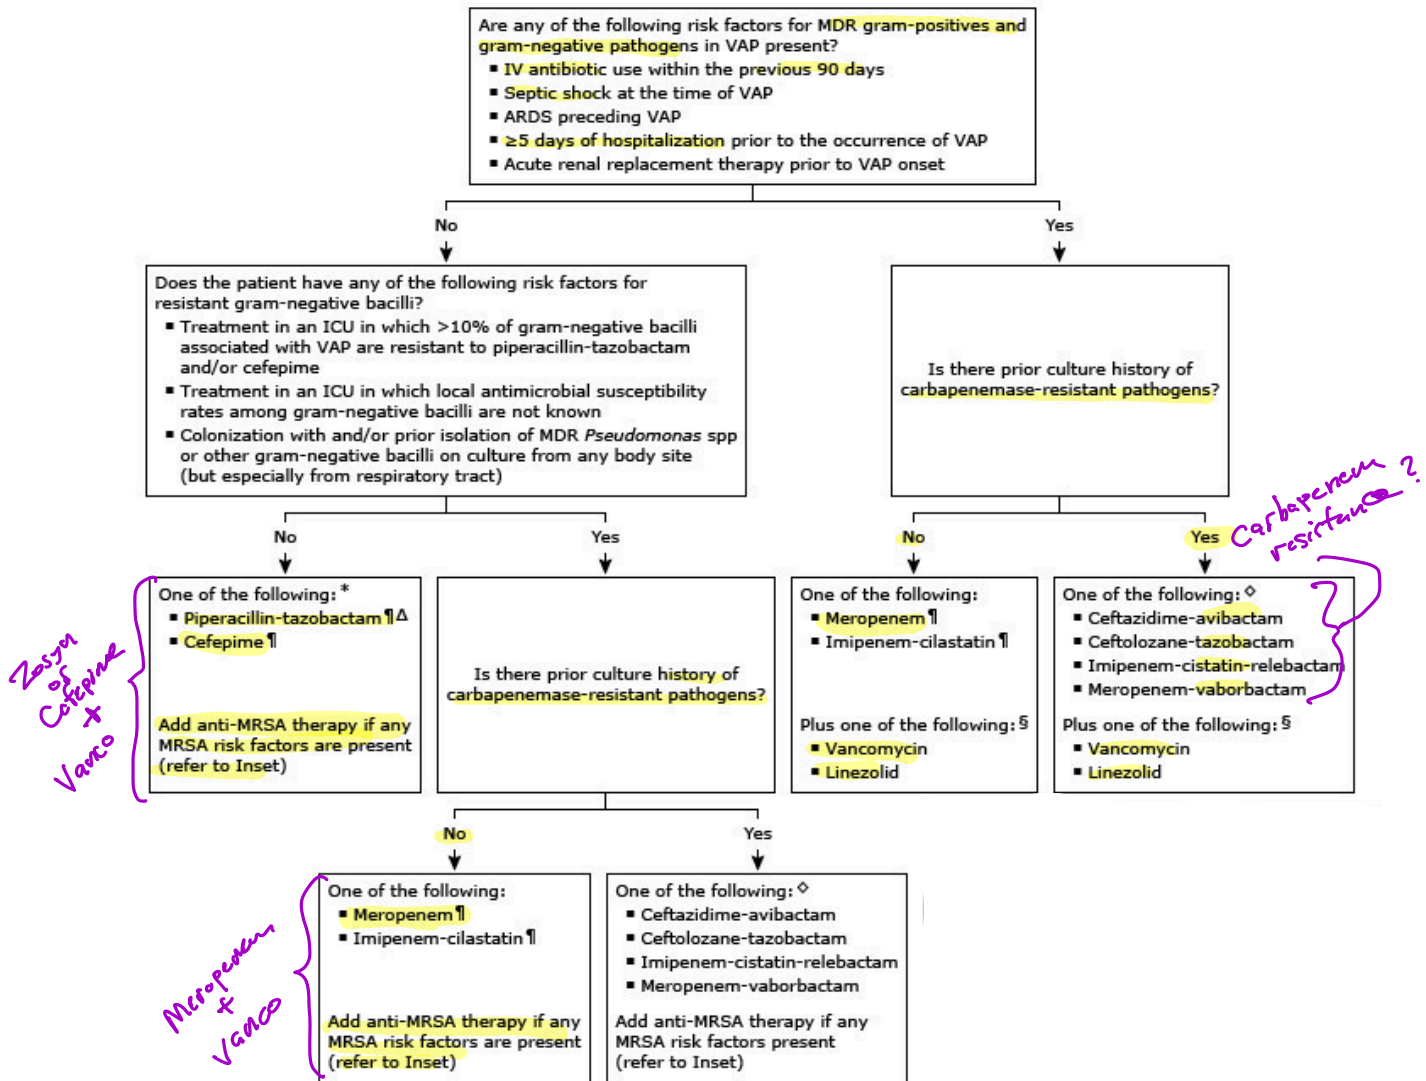 Are any of the following risk factors for MDR gram-positives and
gram-negative pathogens in VAP present?
▪ IV antibiotic use within the previous 90 days
▪ Septic shock at the time of VAP
▪ ARDS preceding VAP
▪ ≥5 days of hospitalization prior to the occurrence of VAP
▪ Acute renal replacement therapy prior to VAP onset
No
Yes
Does the patient have any of the following risk factors for
resistant gram-negative bacilli?
▪ Treatment in an ICU in which >10% of gram-negative bacilli
associated with VAP are resistant to piperacillin-tazobactam
and/or cefepime
▪ Treatment in an ICU in which local antimicrobial susceptibility
rates among gram-negative bacilli are not known
▪ Colonization with and/or prior isolation of MDR Pseudomonas spp
or other gram-negative bacilli on culture from any body site
(but especially from respiratory tract)
Is there prior culture history of
carbapenemase-resistant pathogens?
No
Yes
No
Yes
Carbapenem
resistance?
One of the following: *
▪ Piperacillin-tazobactam ¶Δ
▪ Cefepime ¶
Add anti-MRSA therapy if any
MRSA risk factors are present
(refer to Inset)
Zosyn
or
Cefepime
+
Vanco
Is there prior culture history of
carbapenemase-resistant pathogens?
One of the following:
▪ Meropenem ¶
▪ Imipenem-cilastatin ¶
Plus one of the following: §
▪ Vancomycin
▪ Linezolid
One of the following: ◇
▪ Ceftazidime-avibactam
▪ Ceftolozane-tazobactam
▪ Imipenem-cistatin-relebactam
▪ Meropenem-vaborbactam
Plus one of the following: §
▪ Vancomycin
▪ Linezolid
No
Yes
One of the following:
▪ Meropenem ¶
▪ Imipenem-cilastatin ¶
Add anti-MRSA therapy if any
MRSA risk factors are present
(refer to Inset)
Meropenem
+
Vanco
One of the following: ◇
▪ Ceftazidime-avibactam
▪ Ceftolozane-tazobactam
▪ Imipenem-cistatin-relebactam
▪ Meropenem-vaborbactam
Add anti-MRSA therapy if any
MRSA risk factors present
(refer to Inset)